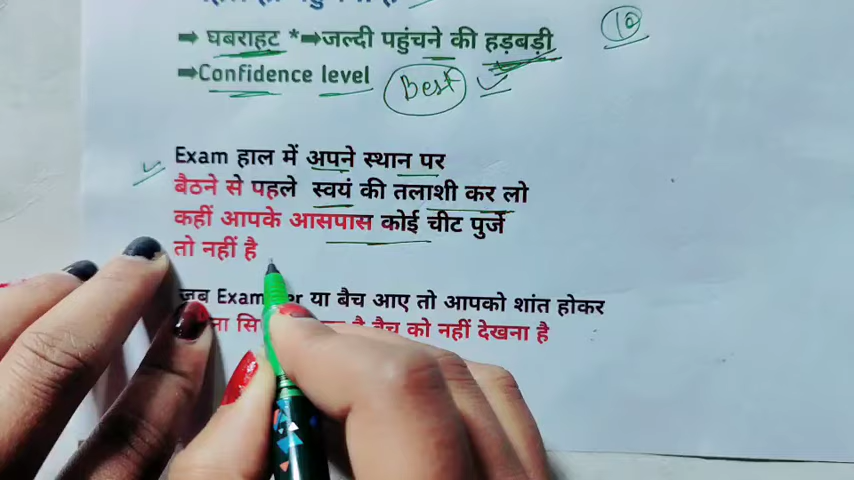 ➡ घबराहट *➡जल्दी पहुंचने की हड़बड़ी
10
➡Confidence level Best
Exam हाल में अपने स्थान पर
बैठने से पहले स्वयं की तलाशी कर लो
कहीं आपके आसपास कोई चीट पुर्जे
तो नहीं है
जब या बैच आए तो आपको शांत होकर
है बैच को नहीं देखना है